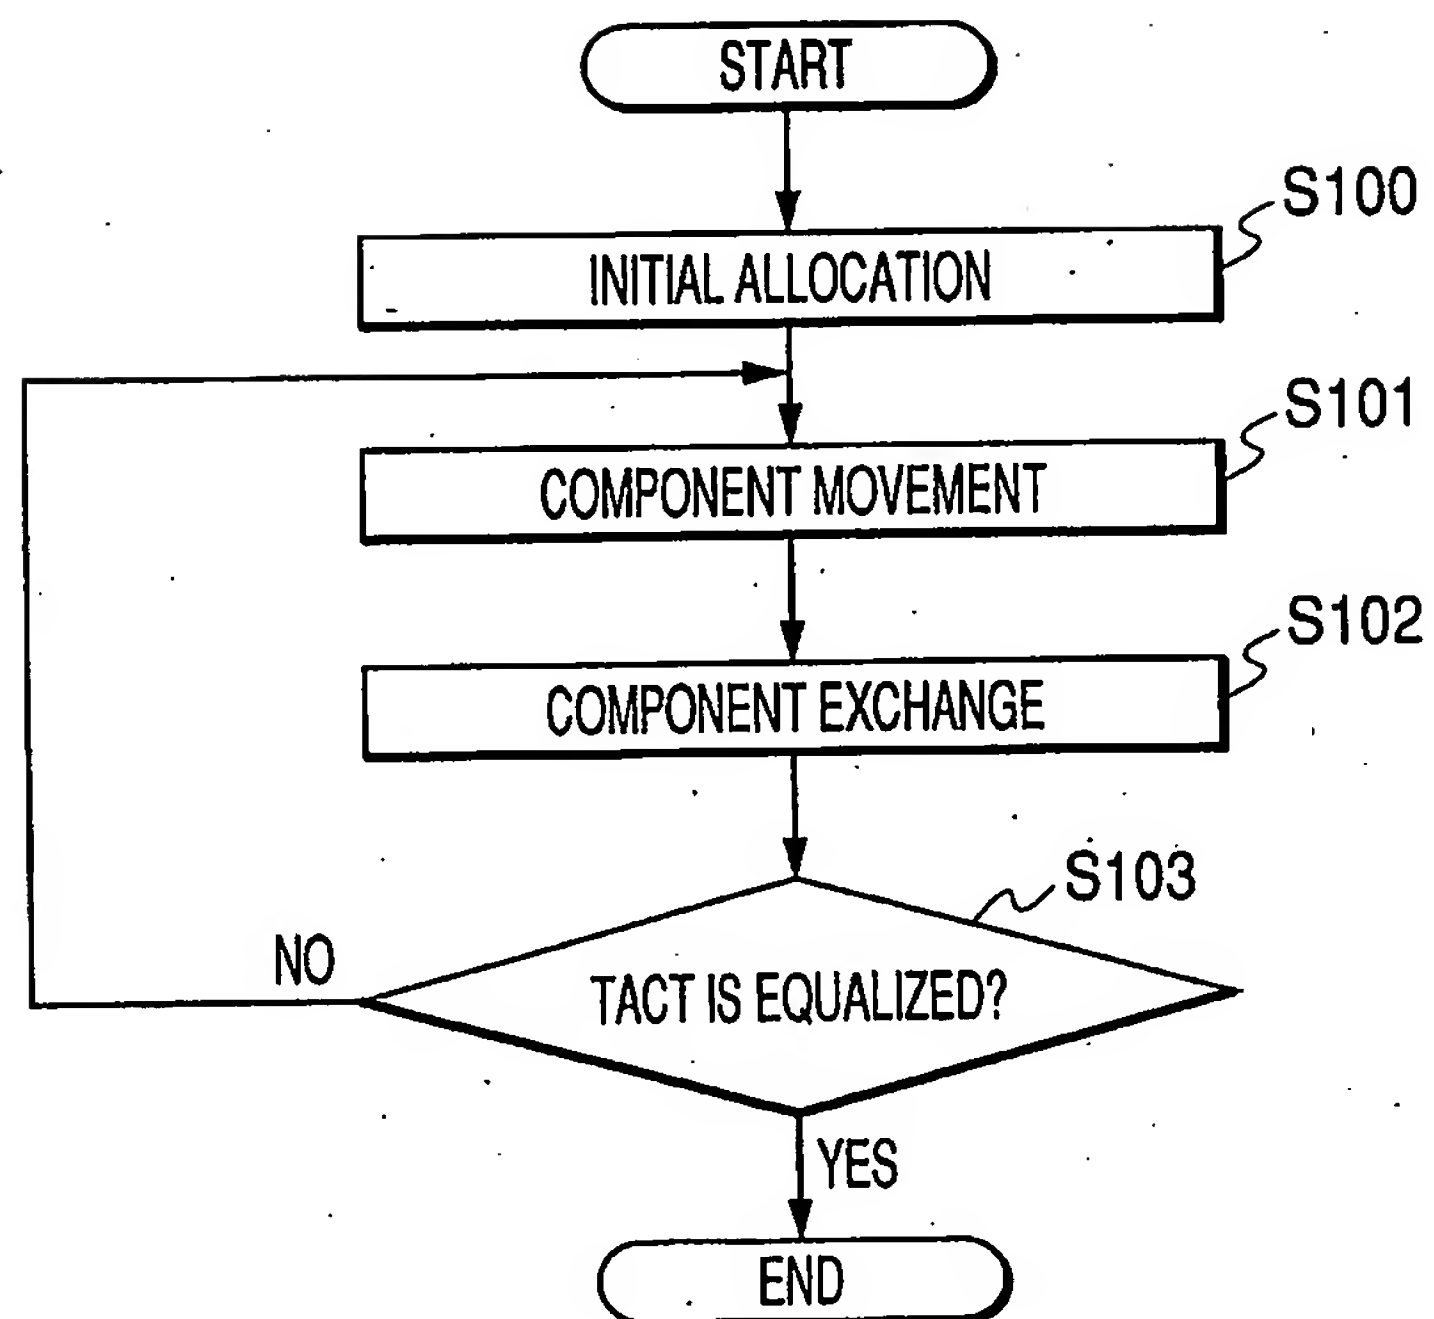 START
S100
INITIAL ALLOCATION
S101
COMPONENT MOVEMENT
S102
COMPONENT EXCHANGE
S103
NO
TACT IS EQUALIZED?
YES
END